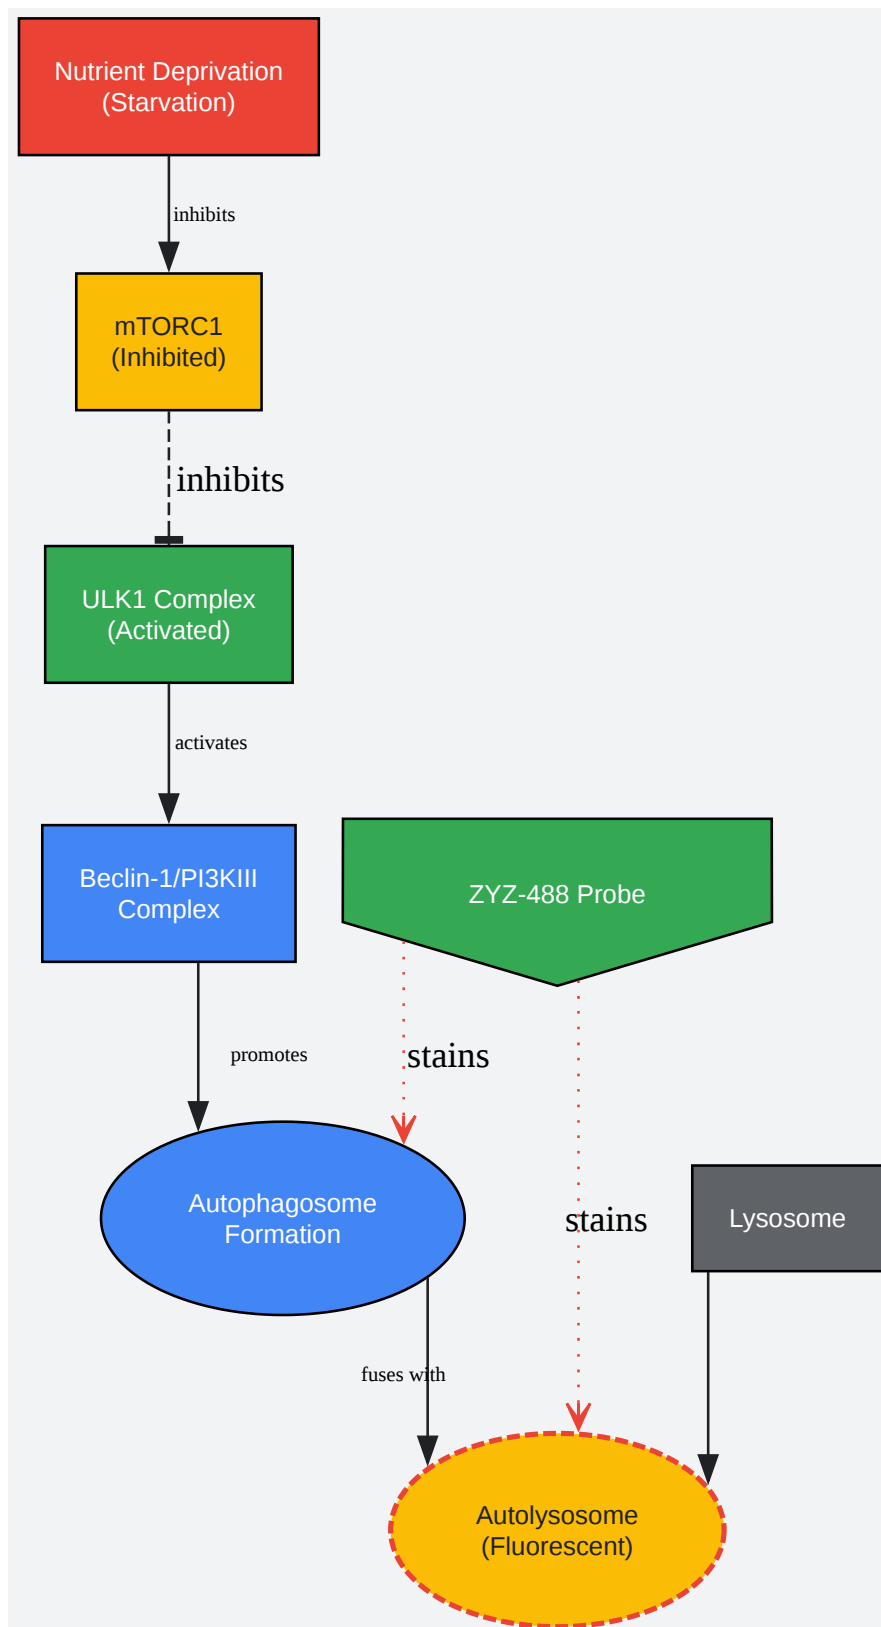 Nutrient Deprivation
(Starvation)
inhibits
mTORC1
(Inhibited)
inhibits
ULK1 Complex
(Activated)
activates
Beclin-1/PI3KIII
Complex
ZYZ-488 Probe
promotes
stains
Autophagosome
Formation
stains
Lysosome
fuses with
Autolysosome
(Fluorescent)